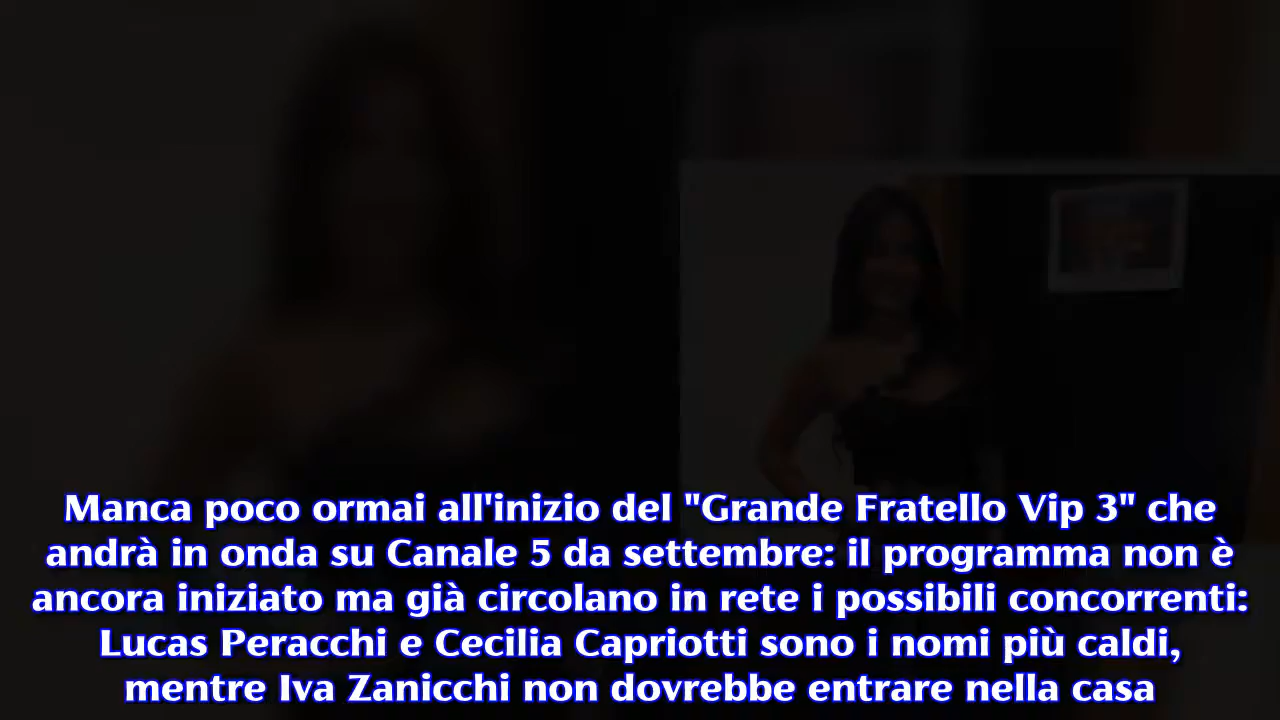 Manca poco ormai all'inizio del "Grande Fratello Vip 3" che
andrà in onda su Canale 5 da settembre: il programma non è
ancora iniziato ma già circolano in rete i possibili concorrenti:
Lucas Peracchi e Cecilia Capriotti sono i nomi più caldi,
mentre Iva Zanicchi non dovrebbe entrare nella casa